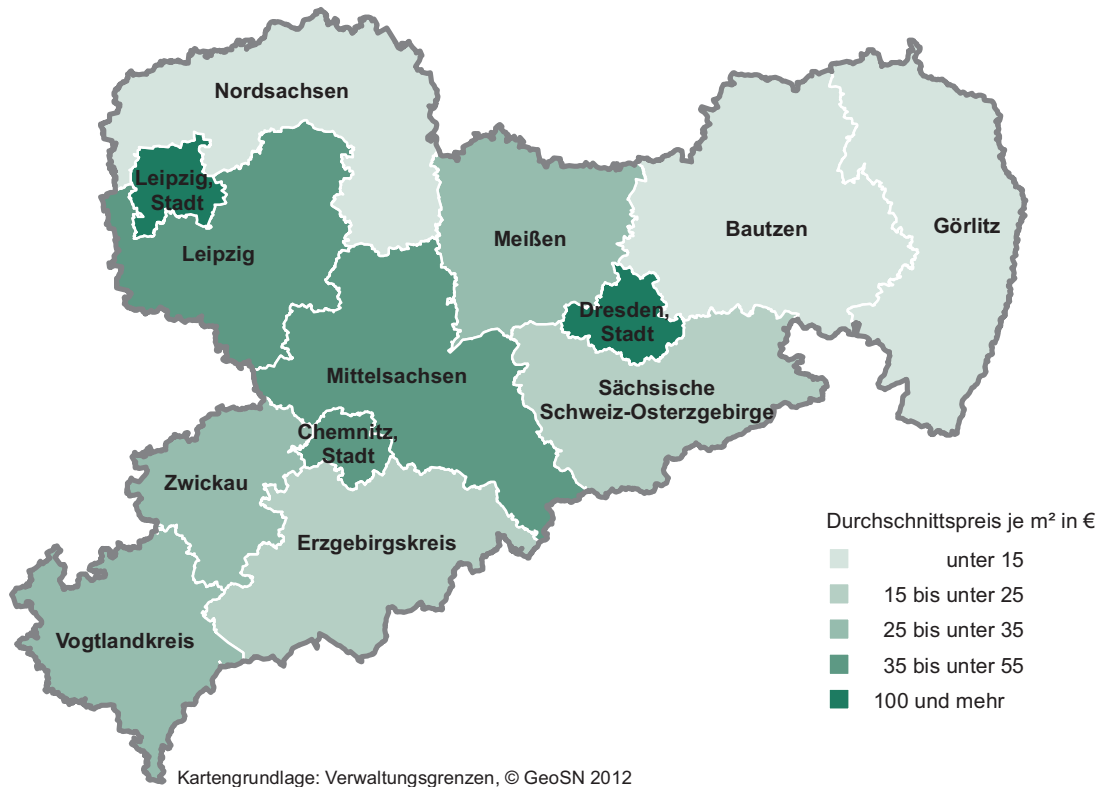 Nordsachsen
Leipzig,
Stadt
Leipzig
Meißen
Bautzen
Görlitz
Dresden,
Stadt
Mittelsachsen
Sächsische
Schweiz-Osterzgebirge
Chemnitz,
Stadt
Zwickau
Erzgebirgskreis
Vogtlandkreis
Durchschnittspreis je m² in €
unter 15
15 bis unter 25
25 bis unter 35
35 bis unter 55
100 und mehr
Kartengrundlage: Verwaltungsgrenzen, © GeoSN 2012